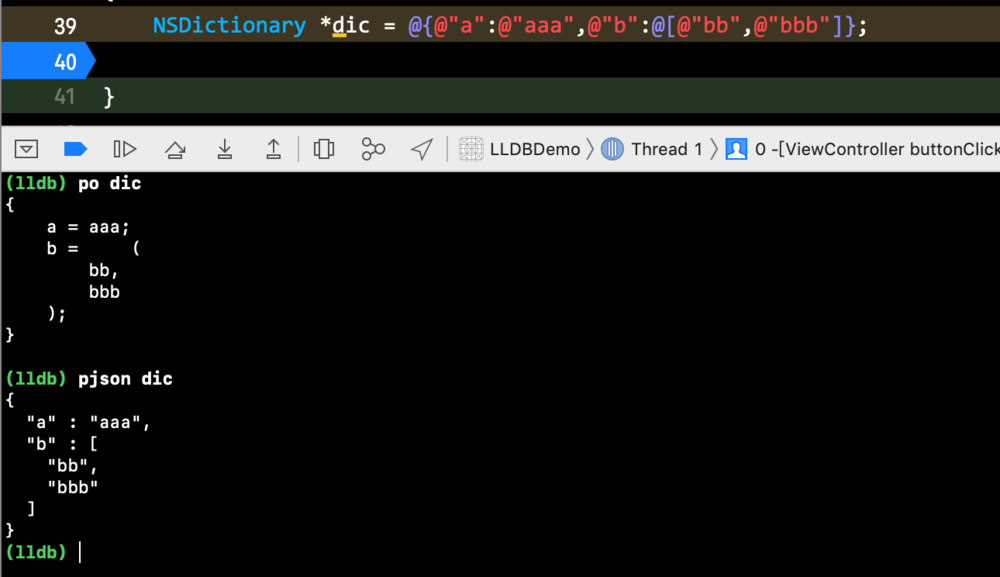 39 NSDictionary *dic = @{@"a":@"aaa",@"b":@[@"bb",@"bbb"]};
40
41 }
LLDBDemo Thread 1 0 -[ViewController buttonClick
(lldb) po dic
{
    a = aaa;
    b =     (
        bb,
        bbb
    );
}
(lldb) pjson dic
{
  "a" : "aaa",
  "b" : [
    "bb",
    "bbb"
  ]
}
(lldb)